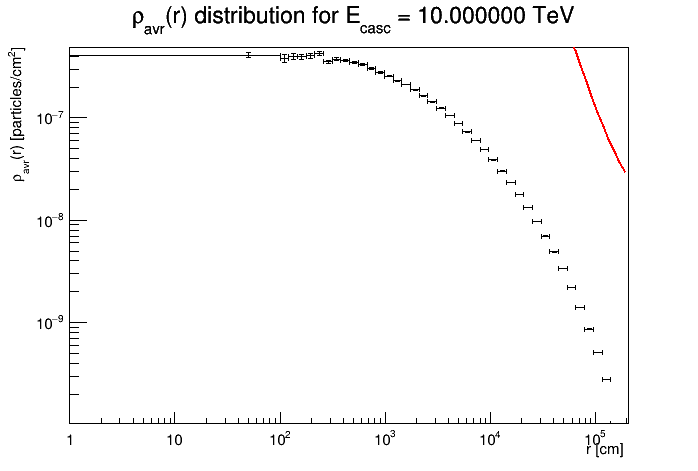 ρavr(r) distribution for Ecasc = 10.000000 TeV
ρavr(r) [particles/cm²]
10⁻⁷
10⁻⁸
10⁻⁹
1 10 10² 10³ 10⁴ 10⁵
r [cm]